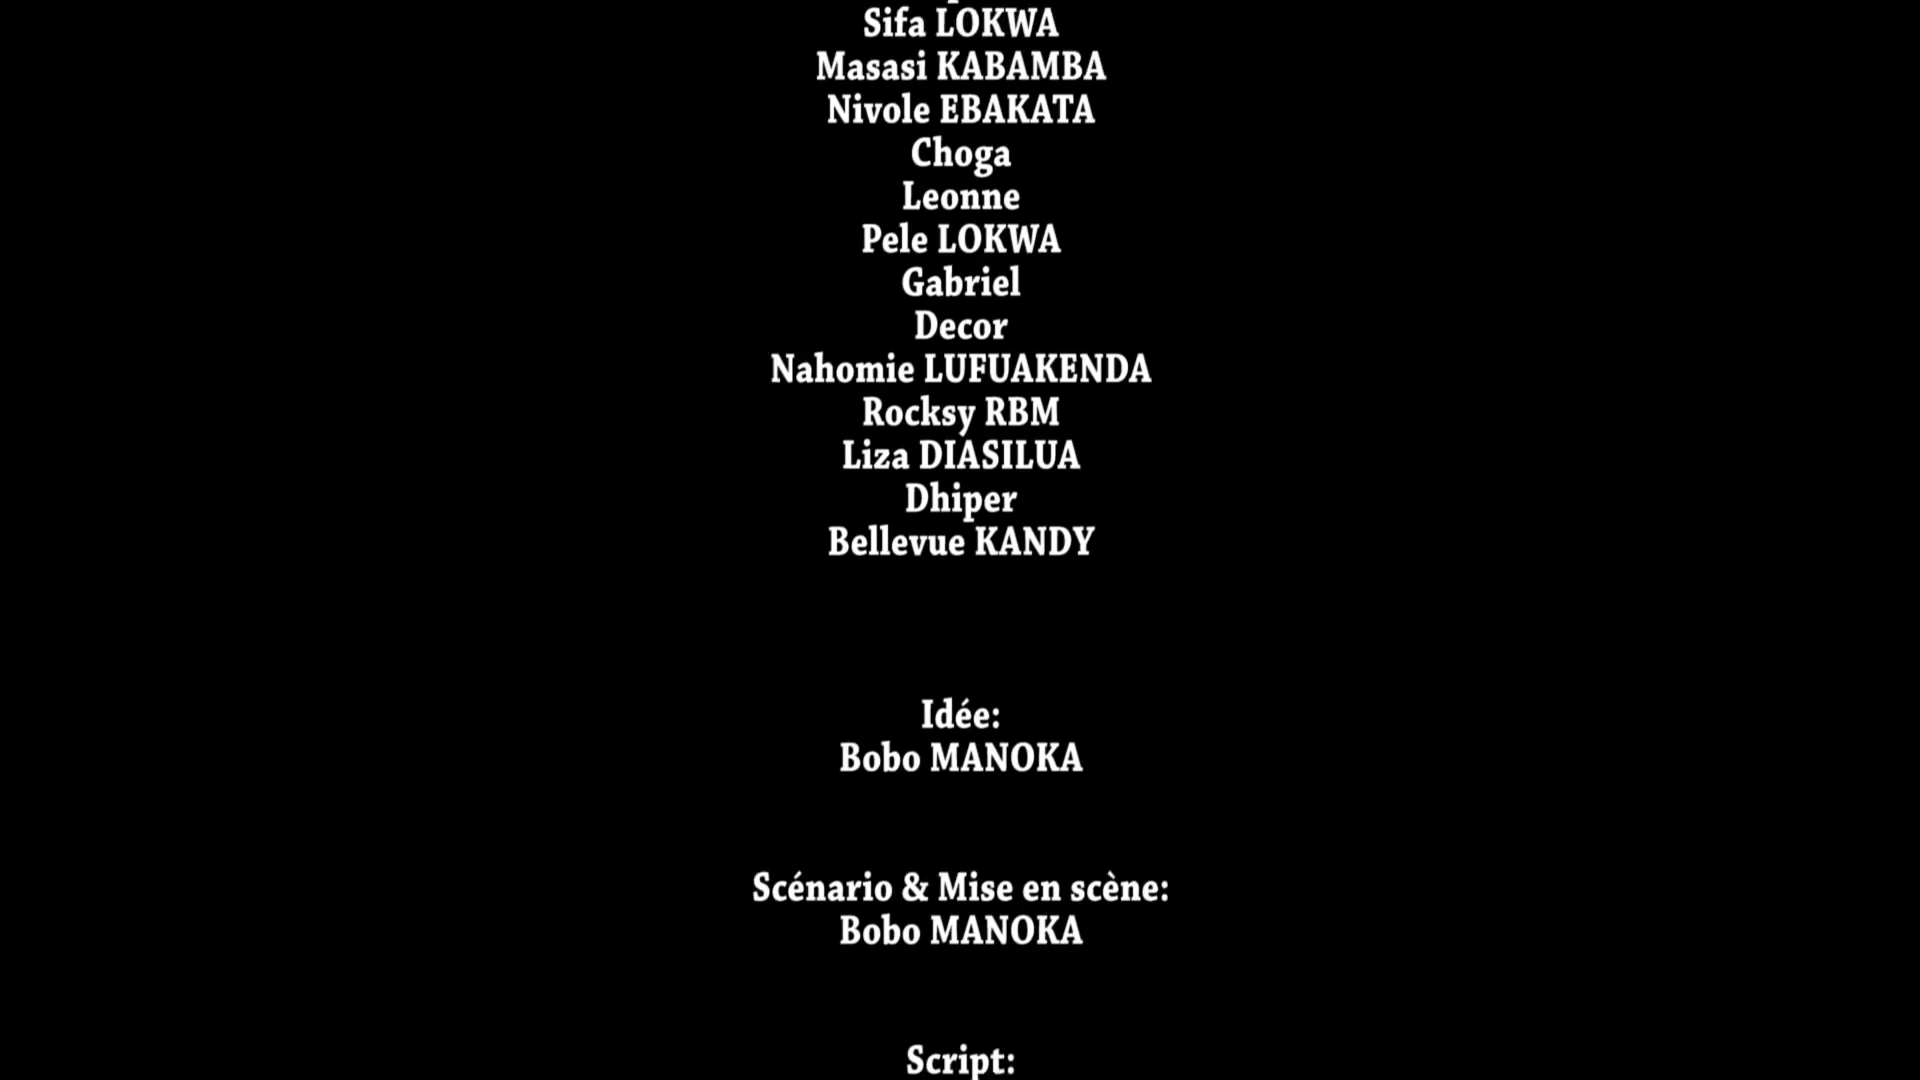 Sifa LOKWA
Masasi KABAMBA
Nivole EBAKATA
Choga
Leonne
Pele LOKWA
Gabriel
Decor
Nahomie LUFUAKENDA
Rocksy RBM
Liza DIASILUA
Dhiper
Bellevue KANDY
Idée:
Bobo MANOKA
Scénario & Mise en scène:
Bobo MANOKA
Script: